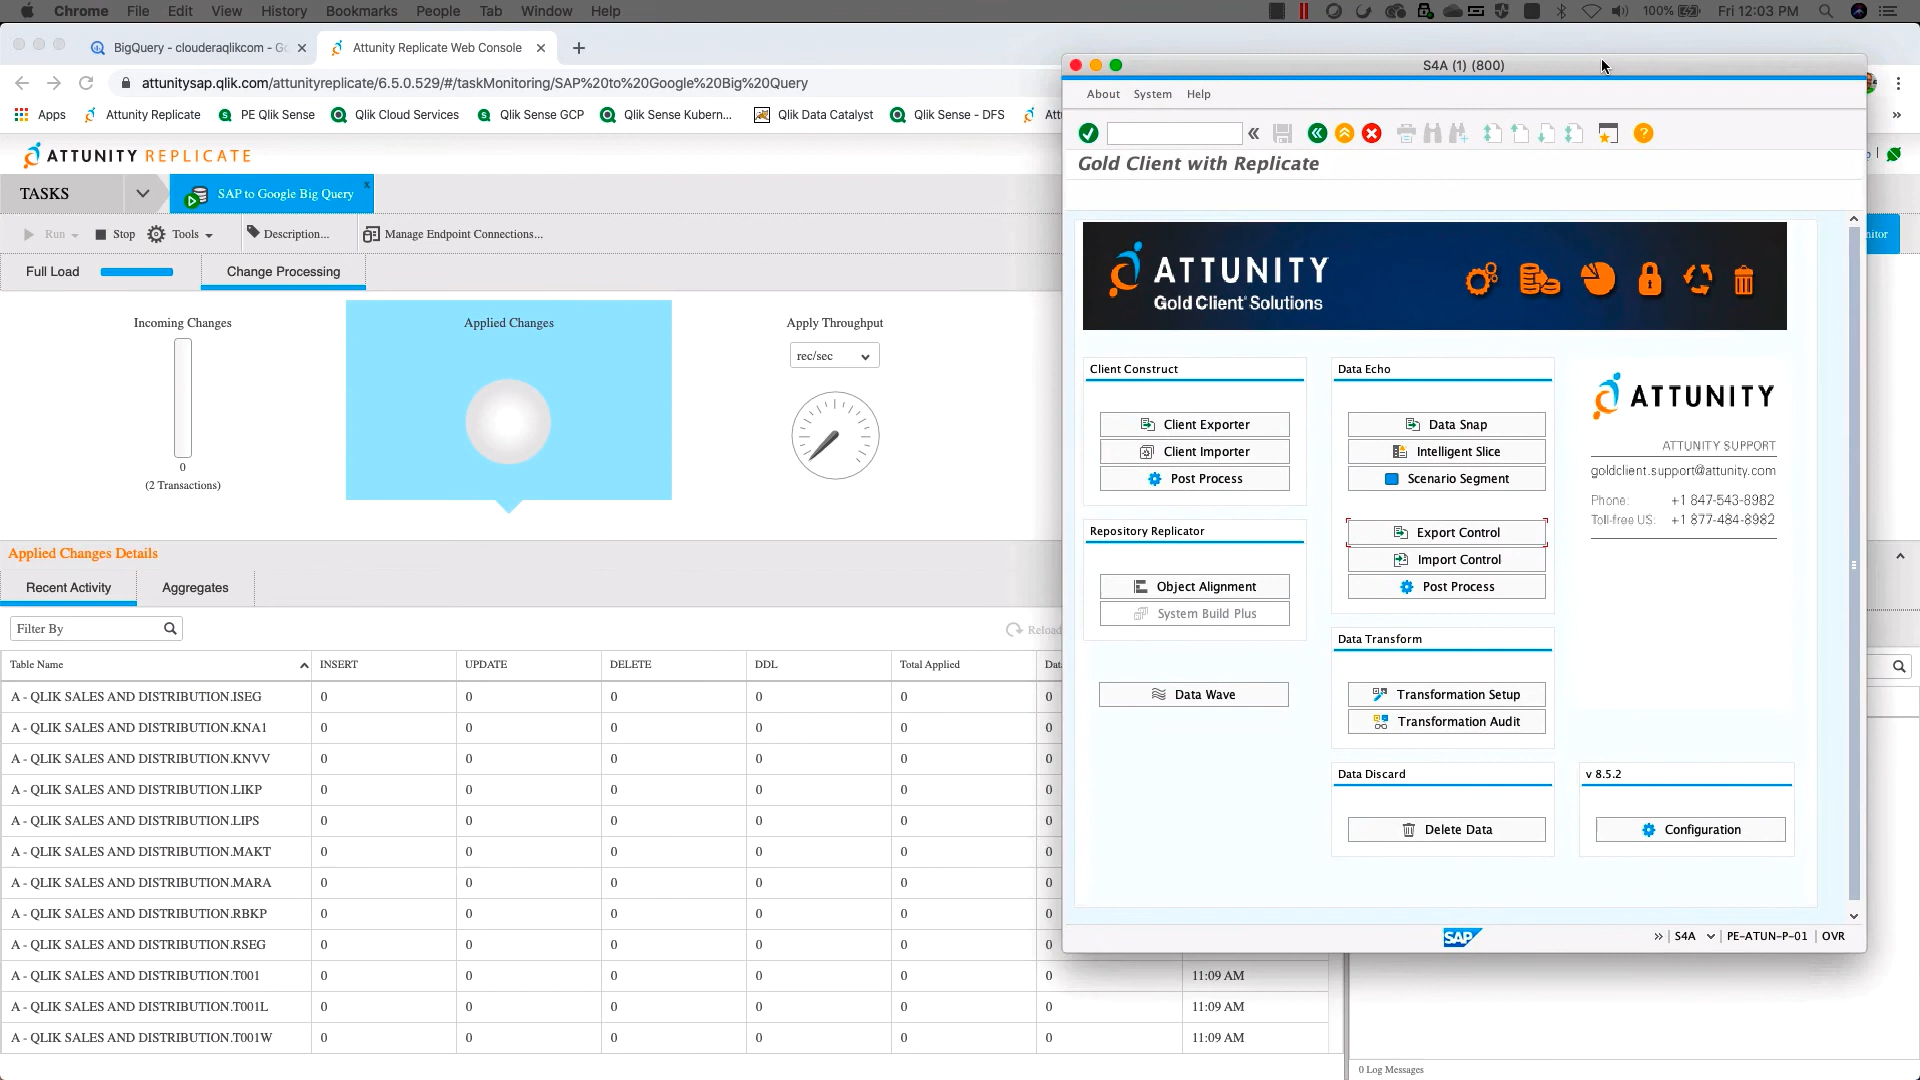 Chrome File Edit View History Bookmarks People Tab Window Help
100% Fri 12:03 PM
BigQuery - clouderaqlikcom - Go
Attunity Replicate Web Console
attunitysap.qlik.com/attunityreplicate/6.5.0.529/#/taskMonitoring/SAP%20to%20Google%20Big%20Query
Apps Attunity Replicate PE Qlik Sense Qlik Cloud Services Qlik Sense GCP Qlik Sense Kubern... Qlik Data Catalyst Qlik Sense - DFS
ATTUNITY REPLICATE
TASKS
SAP to Google Big Query
Run Stop Tools Description... Manage Endpoint Connections...
Full Load Change Processing
Incoming Changes
0
(2 Transactions)
Applied Changes
Apply Throughput
rec/sec
Applied Changes Details
Recent Activity Aggregates
Filter By
Reload
Table Name INSERT UPDATE DELETE DDL Total Applied
A - QLIK SALES AND DISTRIBUTION.ISEG 0 0 0 0 0 0
A - QLIK SALES AND DISTRIBUTION.KNA1 0 0 0 0 0 0
A - QLIK SALES AND DISTRIBUTION.KNVV 0 0 0 0 0 0
A - QLIK SALES AND DISTRIBUTION.LIKP 0 0 0 0 0 0
A - QLIK SALES AND DISTRIBUTION.LIPS 0 0 0 0 0 0
A - QLIK SALES AND DISTRIBUTION.MAKT 0 0 0 0 0 0
A - QLIK SALES AND DISTRIBUTION.MARA 0 0 0 0 0 0
A - QLIK SALES AND DISTRIBUTION.RBKP 0 0 0 0 0 0
A - QLIK SALES AND DISTRIBUTION.RSEG 0 0 0 0 0 0
A - QLIK SALES AND DISTRIBUTION.T001 0 0 0 0 0 0 11:09 AM
A - QLIK SALES AND DISTRIBUTION.T001L 0 0 0 0 0 0 11:09 AM
A - QLIK SALES AND DISTRIBUTION.T001W 0 0 0 0 0 0 11:09 AM
0 Log Messages
S4A (1) (800)
About System Help
Gold Client with Replicate
ATTUNITY
Gold Client Solutions
Client Construct
Client Exporter
Client Importer
Post Process
Repository Replicator
Object Alignment
System Build Plus
Data Wave
Data Echo
Data Snap
Intelligent Slice
Scenario Segment
Export Control
Import Control
Post Process
Data Transform
Transformation Setup
Transformation Audit
Data Discard
Delete Data
ATTUNITY
ATTUNITY SUPPORT
goldclient.support@attunity.com
Phone: +1 847-543-8982
Toll-free US: +1 877-484-8982
v 8.5.2
Configuration
SAP
S4A PE-ATUN-P-01 OVR